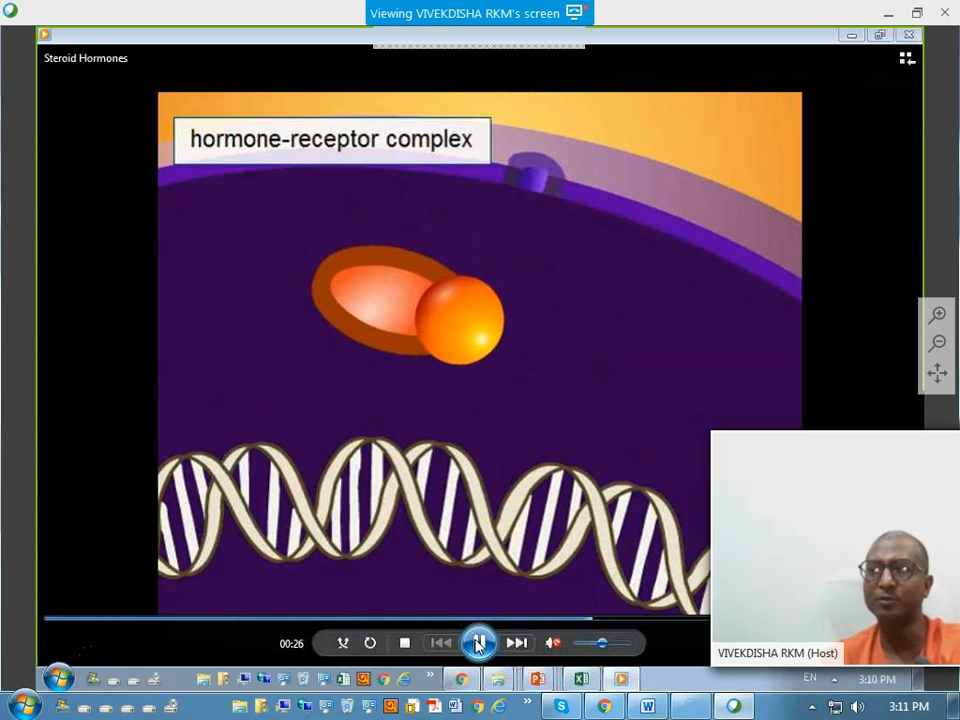 Viewing VIVEKDISHA RKM's screen
Steroid Hormones
hormone-receptor complex
00:26
VIVEKDISHA RKM (Host)
EN
3:10 PM
3:11 PM